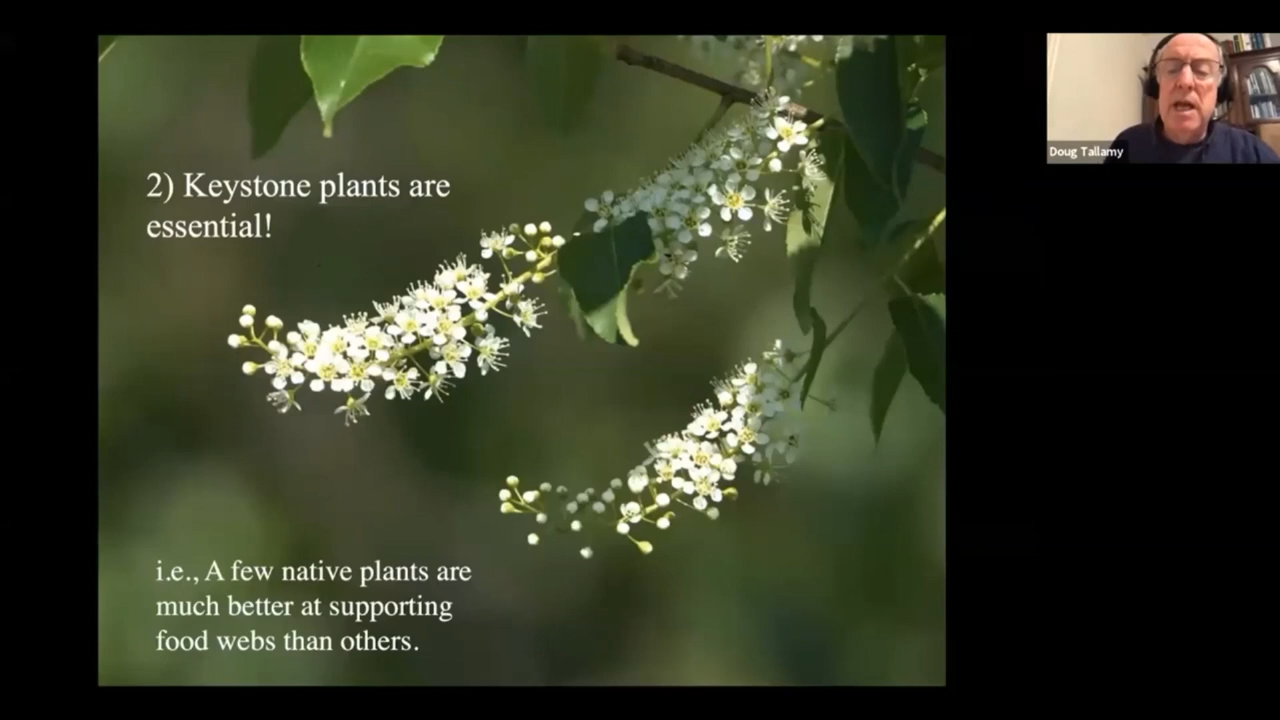 2) Keystone plants are
essential!
i.e., A few native plants are
much better at supporting
food webs than others.
Doug Tallamy